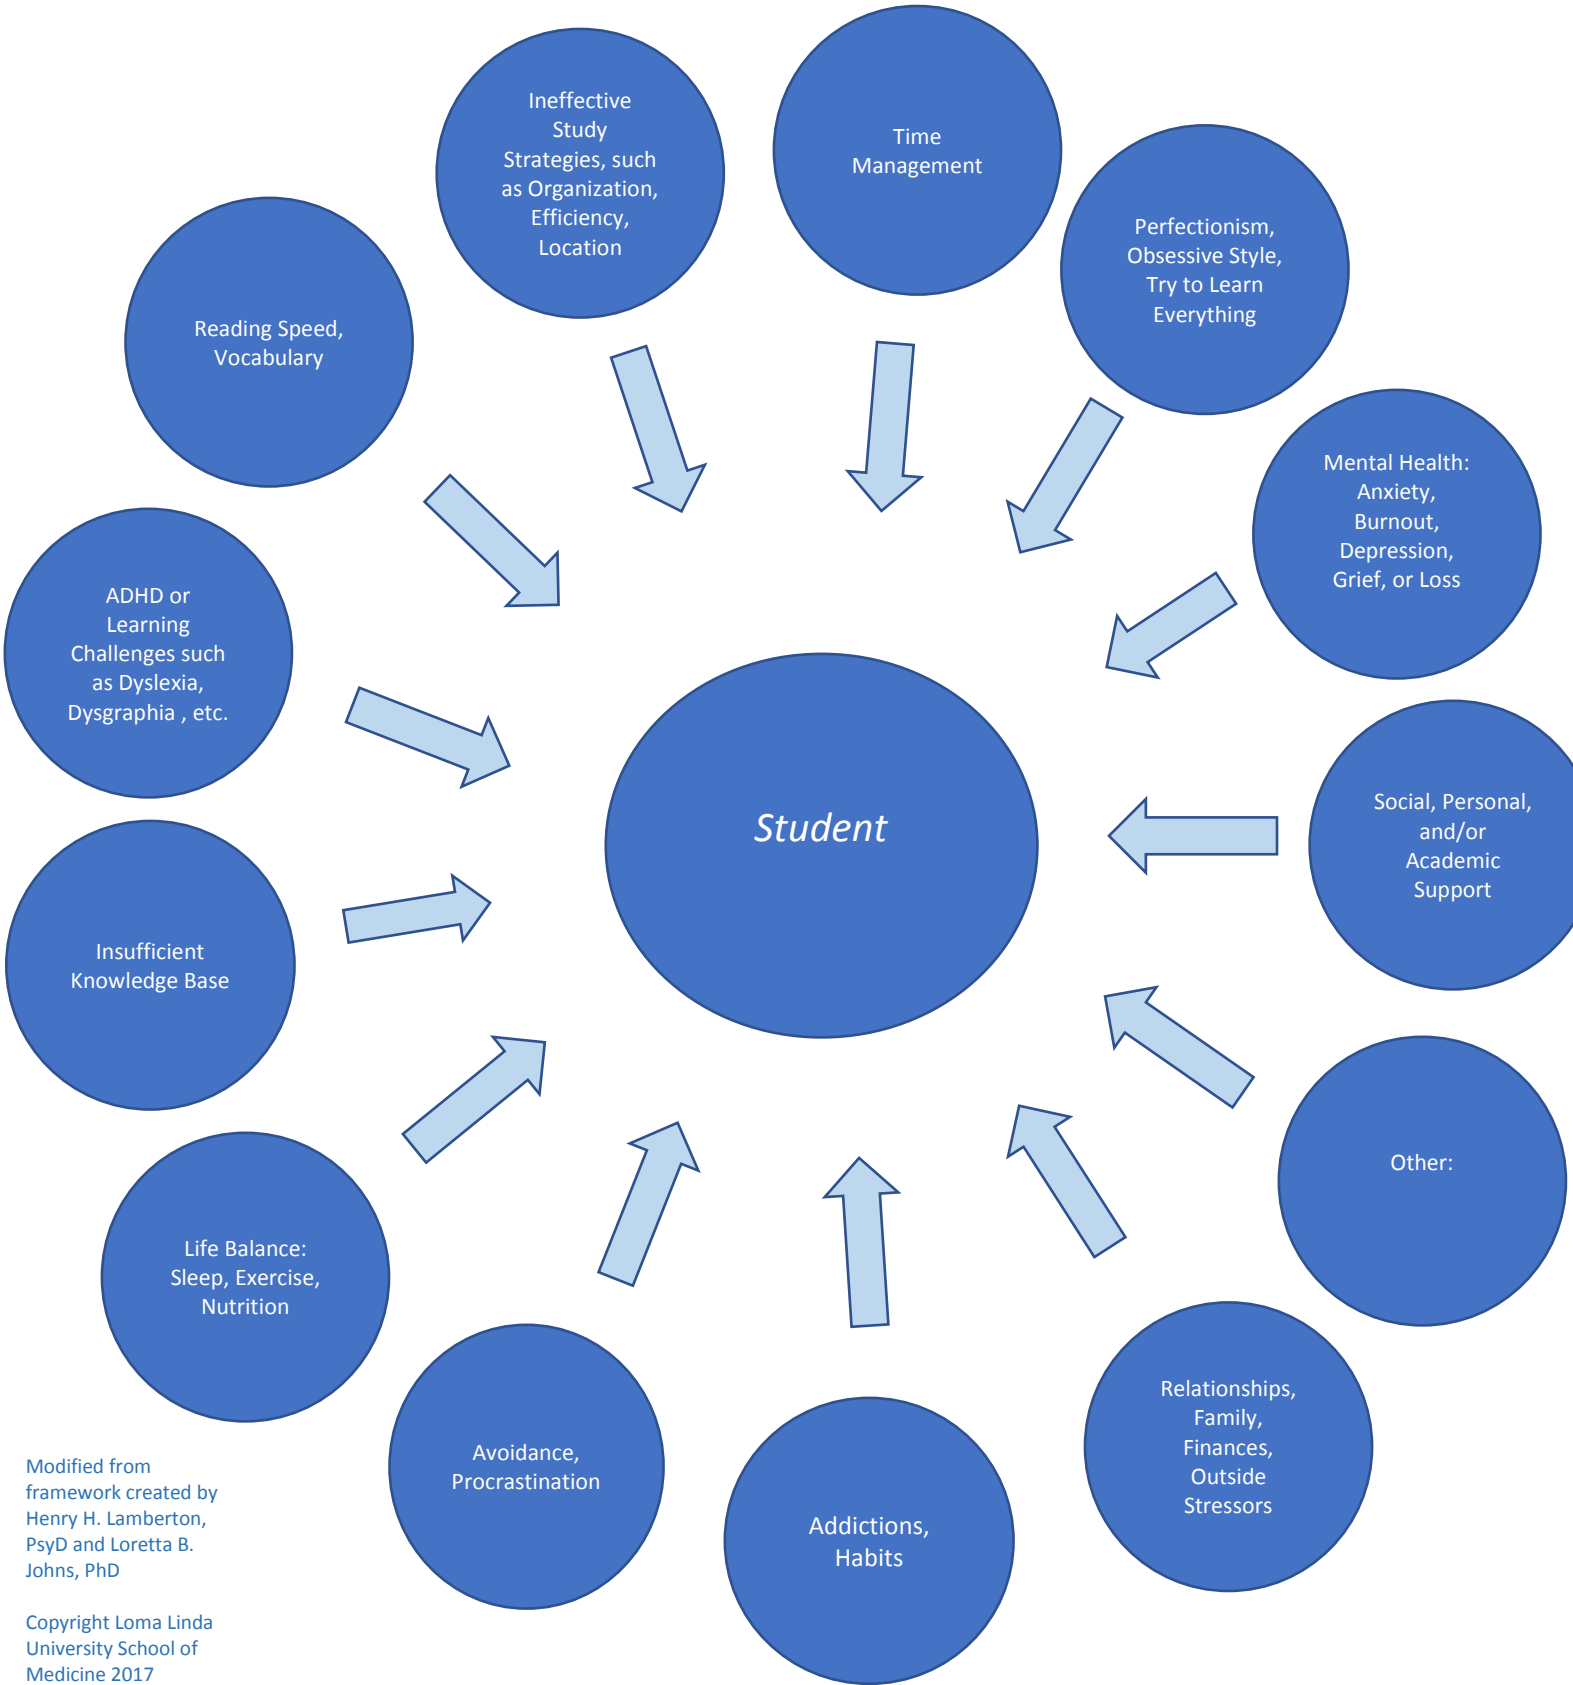 Ineffective
Study
Strategies, such
as Organization,
Efficiency,
Location
Time
Management
Perfectionism,
Obsessive Style,
Try to Learn
Everything
Reading Speed,
Vocabulary
Mental Health:
Anxiety,
Burnout,
Depression,
Grief, or Loss
ADHD or
Learning
Challenges such
as Dyslexia,
Dysgraphia , etc.
Student
Social, Personal,
and/or
Academic
Support
Insufficient
Knowledge Base
Other:
Life Balance:
Sleep, Exercise,
Nutrition
Relationships,
Family,
Finances,
Outside
Stressors
Avoidance,
Procrastination
Addictions,
Habits
Modified from
framework created by
Henry H. Lamberton,
PsyD and Loretta B.
Johns, PhD
Copyright Loma Linda
University School of
Medicine 2017